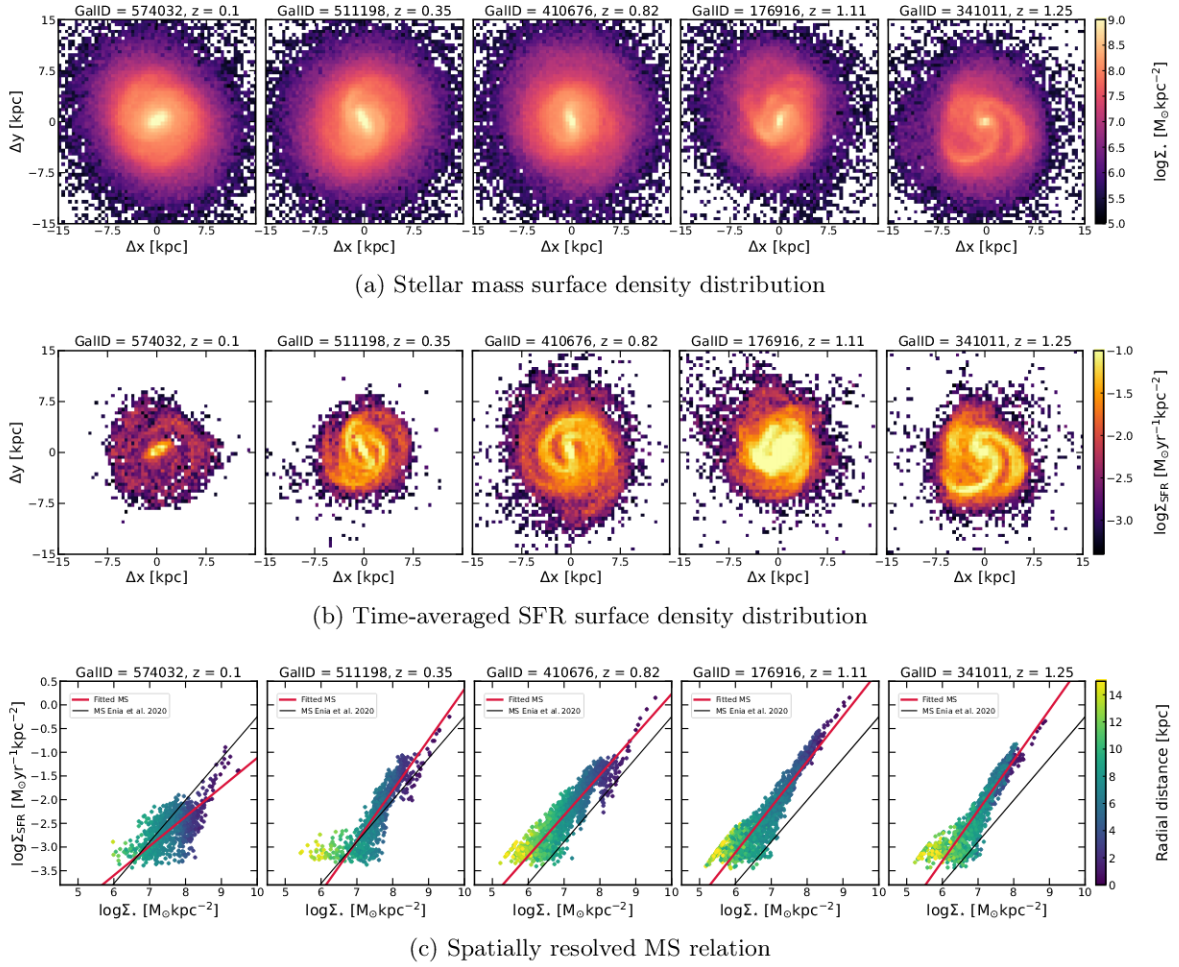 GalID = 574032, z = 0.1
GalID = 511198, z = 0.35
GalID = 410676, z = 0.82
GalID = 176916, z = 1.11
GalID = 341011, z = 1.25
15
7.5
0
−7.5
−15
Δy [kpc]
−15 −7.5 0 7.5
−15 −7.5 0 7.5
−15 −7.5 0 7.5
−15 −7.5 0 7.5
−15 −7.5 0 7.5 15
Δx [kpc]
Δx [kpc]
Δx [kpc]
Δx [kpc]
Δx [kpc]
9.0
8.5
8.0
7.5
7.0
6.5
6.0
5.5
5.0
logΣ⋆ [M⊙kpc−2]
(a) Stellar mass surface density distribution
GalID = 574032, z = 0.1
GalID = 511198, z = 0.35
GalID = 410676, z = 0.82
GalID = 176916, z = 1.11
GalID = 341011, z = 1.25
15
7.5
0
−7.5
−15
Δy [kpc]
−15 −7.5 0 7.5
−15 −7.5 0 7.5
−15 −7.5 0 7.5
−15 −7.5 0 7.5
−15 −7.5 0 7.5 15
Δx [kpc]
Δx [kpc]
Δx [kpc]
Δx [kpc]
Δx [kpc]
−1.0
−1.5
−2.0
−2.5
−3.0
logΣSFR [M⊙yr−1kpc−2]
(b) Time-averaged SFR surface density distribution
GalID = 574032, z = 0.1
GalID = 511198, z = 0.35
GalID = 410676, z = 0.82
GalID = 176916, z = 1.11
GalID = 341011, z = 1.25
Fitted MS
MS Enia et al. 2020
Fitted MS
MS Enia et al. 2020
Fitted MS
MS Enia et al. 2020
Fitted MS
MS Enia et al. 2020
Fitted MS
MS Enia et al. 2020
0.5
0.0
−0.5
−1.0
−1.5
−2.0
−2.5
−3.0
−3.5
logΣSFR [M⊙yr−1kpc−2]
5 6 7 8 9 10
5 6 7 8 9 10
5 6 7 8 9 10
5 6 7 8 9 10
5 6 7 8 9 10
logΣ⋆ [M⊙kpc−2]
logΣ⋆ [M⊙kpc−2]
logΣ⋆ [M⊙kpc−2]
logΣ⋆ [M⊙kpc−2]
logΣ⋆ [M⊙kpc−2]
14
12
10
8
6
4
2
0
Radial distance [kpc]
(c) Spatially resolved MS relation